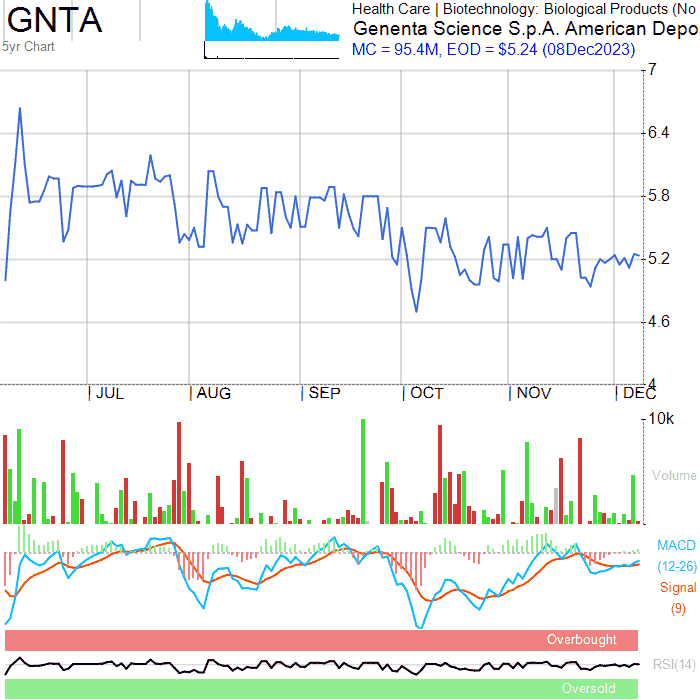 GNTA
5yr Chart
Health Care | Biotechnology: Biological Products (No
Genenta Science S.p.A. American Depo
MC = 95.4M, EOD = $5.24 (08Dec2023)
7
6.4
5.8
5.2
4.6
4
| JUL | AUG | SEP | OCT | NOV | DEC
10k
Volume
MACD
(12-26)
Signal
(9)
Overbought
RSI(14)
Oversold